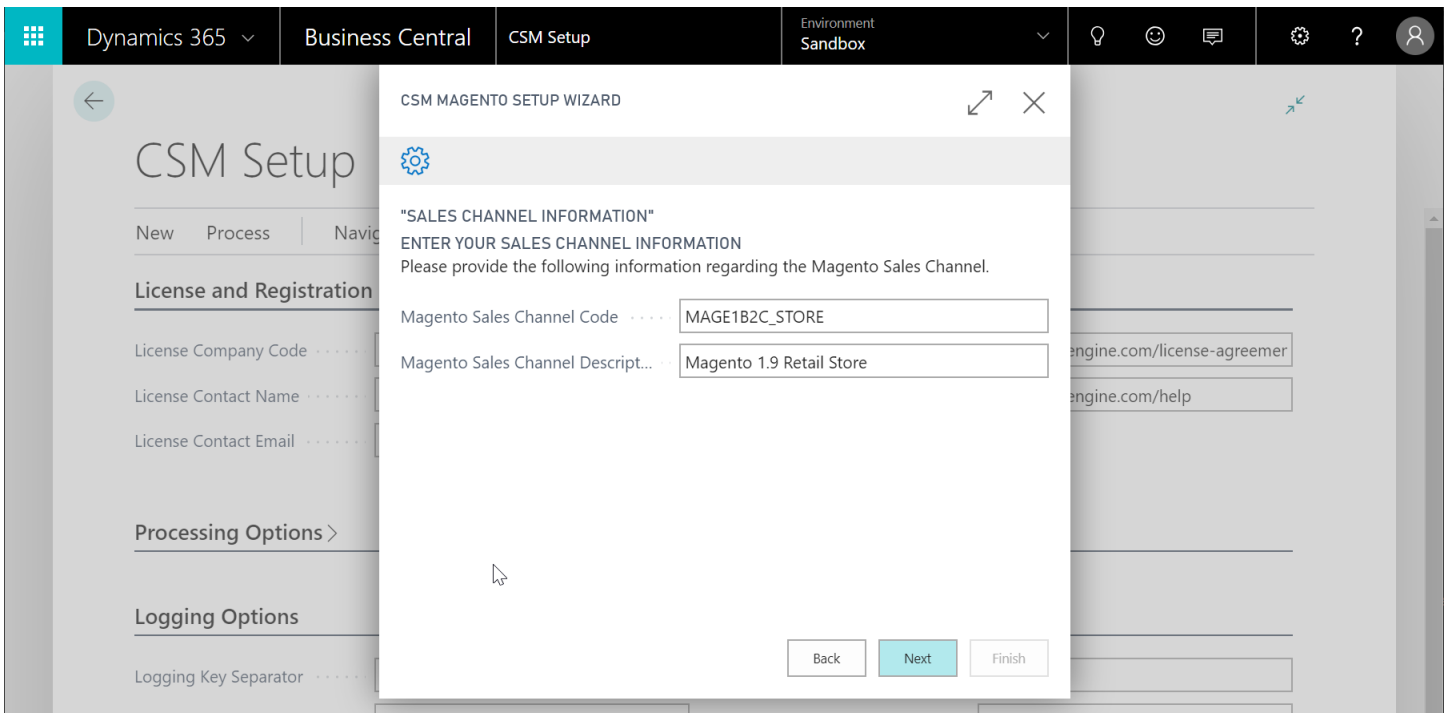 Dynamics 365
Business Central
CSM Setup
Environment
Sandbox
?
CSM MAGENTO SETUP WIZARD
CSM Setup
"SALES CHANNEL INFORMATION"
New Process
ENTER YOUR SALES CHANNEL INFORMATION
Please provide the following information regarding the Magento Sales Channel.
License and Registration
Magento Sales Channel Code
MAGE1B2C_STORE
License Company Code
engine.com/license-agreemer
Magento Sales Channel Descript...
Magento 1.9 Retail Store
License Contact Name
engine.com/help
License Contact Email
Processing Options
Logging Options
Back
Next
Finish
Logging Key Separator